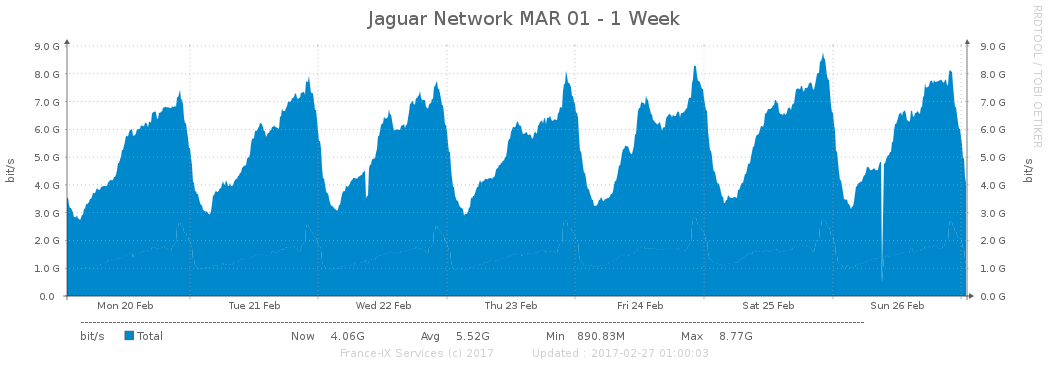 Jaguar Network MAR 01 - 1 Week
RRDTOOL / TOBI OETIKER
bit/s
9.0 G 9.0 G
8.0 G 8.0 G
7.0 G 7.0 G
6.0 G 6.0 G
5.0 G 5.0 G
4.0 G 4.0 G
3.0 G 3.0 G
2.0 G 2.0 G
1.0 G 1.0 G
0.0 0.0 G
bit/s
Mon 20 Feb Tue 21 Feb Wed 22 Feb Thu 23 Feb Fri 24 Feb Sat 25 Feb Sun 26 Feb
bit/s Total Now 4.06G Avg 5.52G Min 890.83M Max 8.77G
France-IX Services (c) 2017 Updated : 2017-02-27 01:00:03